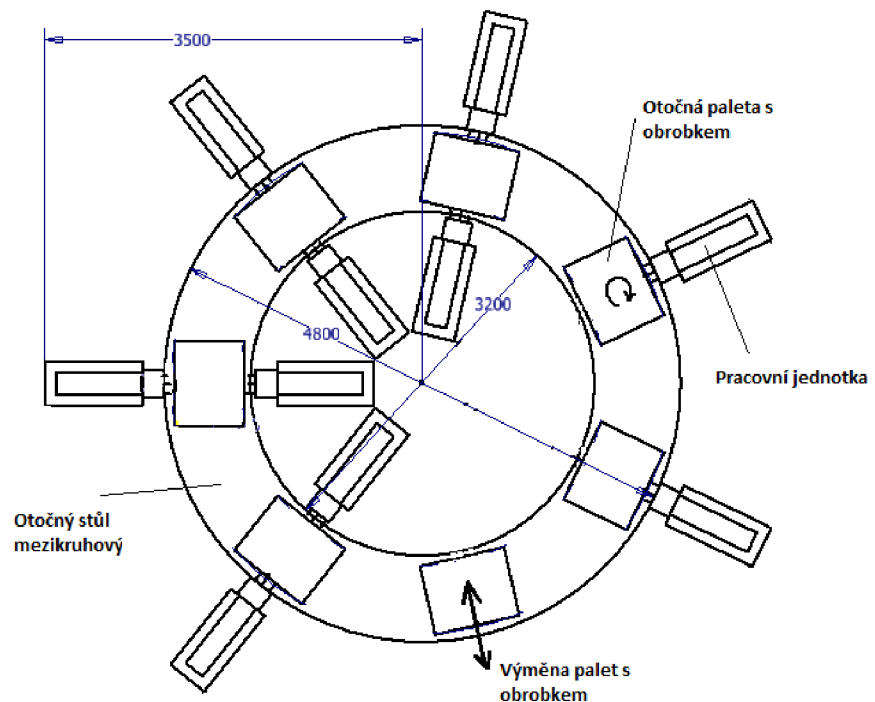 3500
Otočná paleta s
obrobkem
3200
4800
Pracovní jednotka
Otočný stůl
mezikruhový
Výměna palet s
obrobkem